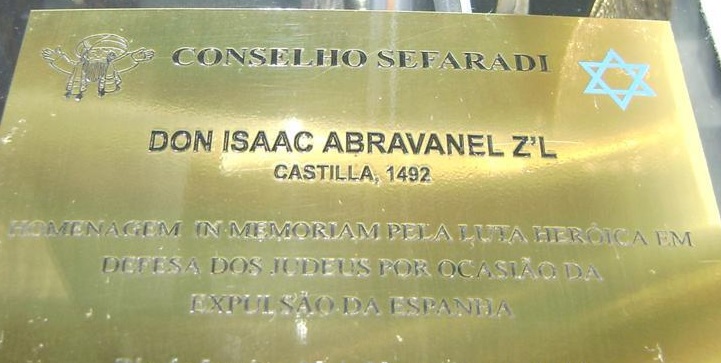 CONSELHO SEFARADI
DON ISAAC ABRAVANEL Z'L
CASTILLA, 1492
HOMENAGEM IN MEMORIAM PELA LUTA HERÓICA EM
DEFESA DOS JUDEUS POR OCASIÃO DA
EXPULSÃO DA ESPANHA